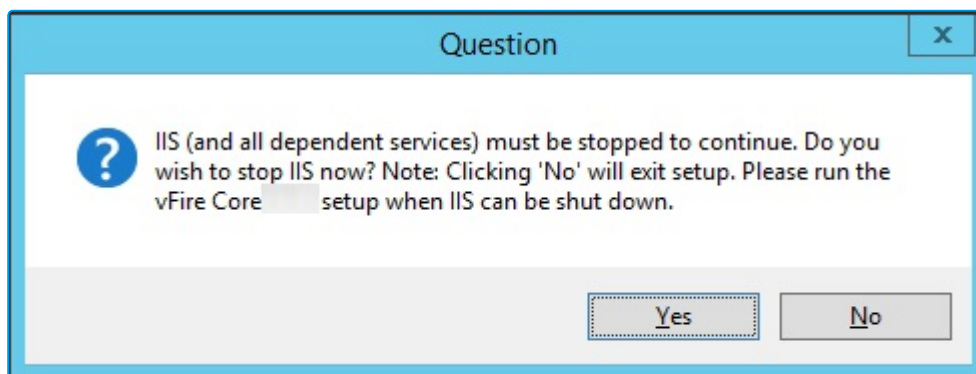 Question
x
IIS (and all dependent services) must be stopped to continue. Do you
wish to stop IIS now? Note: Clicking 'No' will exit setup. Please run the
vFire Core setup when IIS can be shut down.
Yes
No